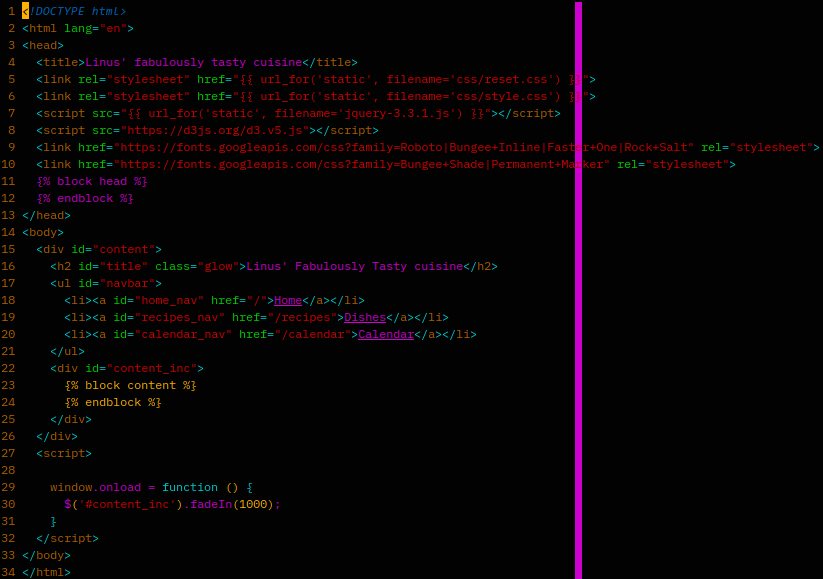 1 <!DOCTYPE html>
2 <html lang="en">
3 <head>
4   <title>Linus' fabulously tasty cuisine</title>
5   <link rel="stylesheet" href="{{ url_for('static', filename='css/reset.css') }}">
6   <link rel="stylesheet" href="{{ url_for('static', filename='css/style.css') }}">
7   <script src="{{ url_for('static', filename='jquery-3.3.1.js') }}"></script>
8   <script src="https://d3js.org/d3.v5.js"></script>
9   <link href="https://fonts.googleapis.com/css?family=Roboto|Bungee+Inline|Faster+One|Rock+Salt" rel="stylesheet">
10   <link href="https://fonts.googleapis.com/css?family=Bungee+Shade|Permanent+Marker" rel="stylesheet">
11   {% block head %}
12   {% endblock %}
13 </head>
14 <body>
15   <div id="content">
16     <h2 id="title" class="glow">Linus' Fabulously Tasty cuisine</h2>
17     <ul id="navbar">
18       <li><a id="home_nav" href="/">Home</a></li>
19       <li><a id="recipes_nav" href="/recipes">Dishes</a></li>
20       <li><a id="calendar_nav" href="/calendar">Calendar</a></li>
21     </ul>
22     <div id="content_inc">
23       {% block content %}
24       {% endblock %}
25     </div>
26   </div>
27   <script>
28
29     window.onload = function () {
30       $('#content_inc').fadeIn(1000);
31     }
32   </script>
33 </body>
34 </html>